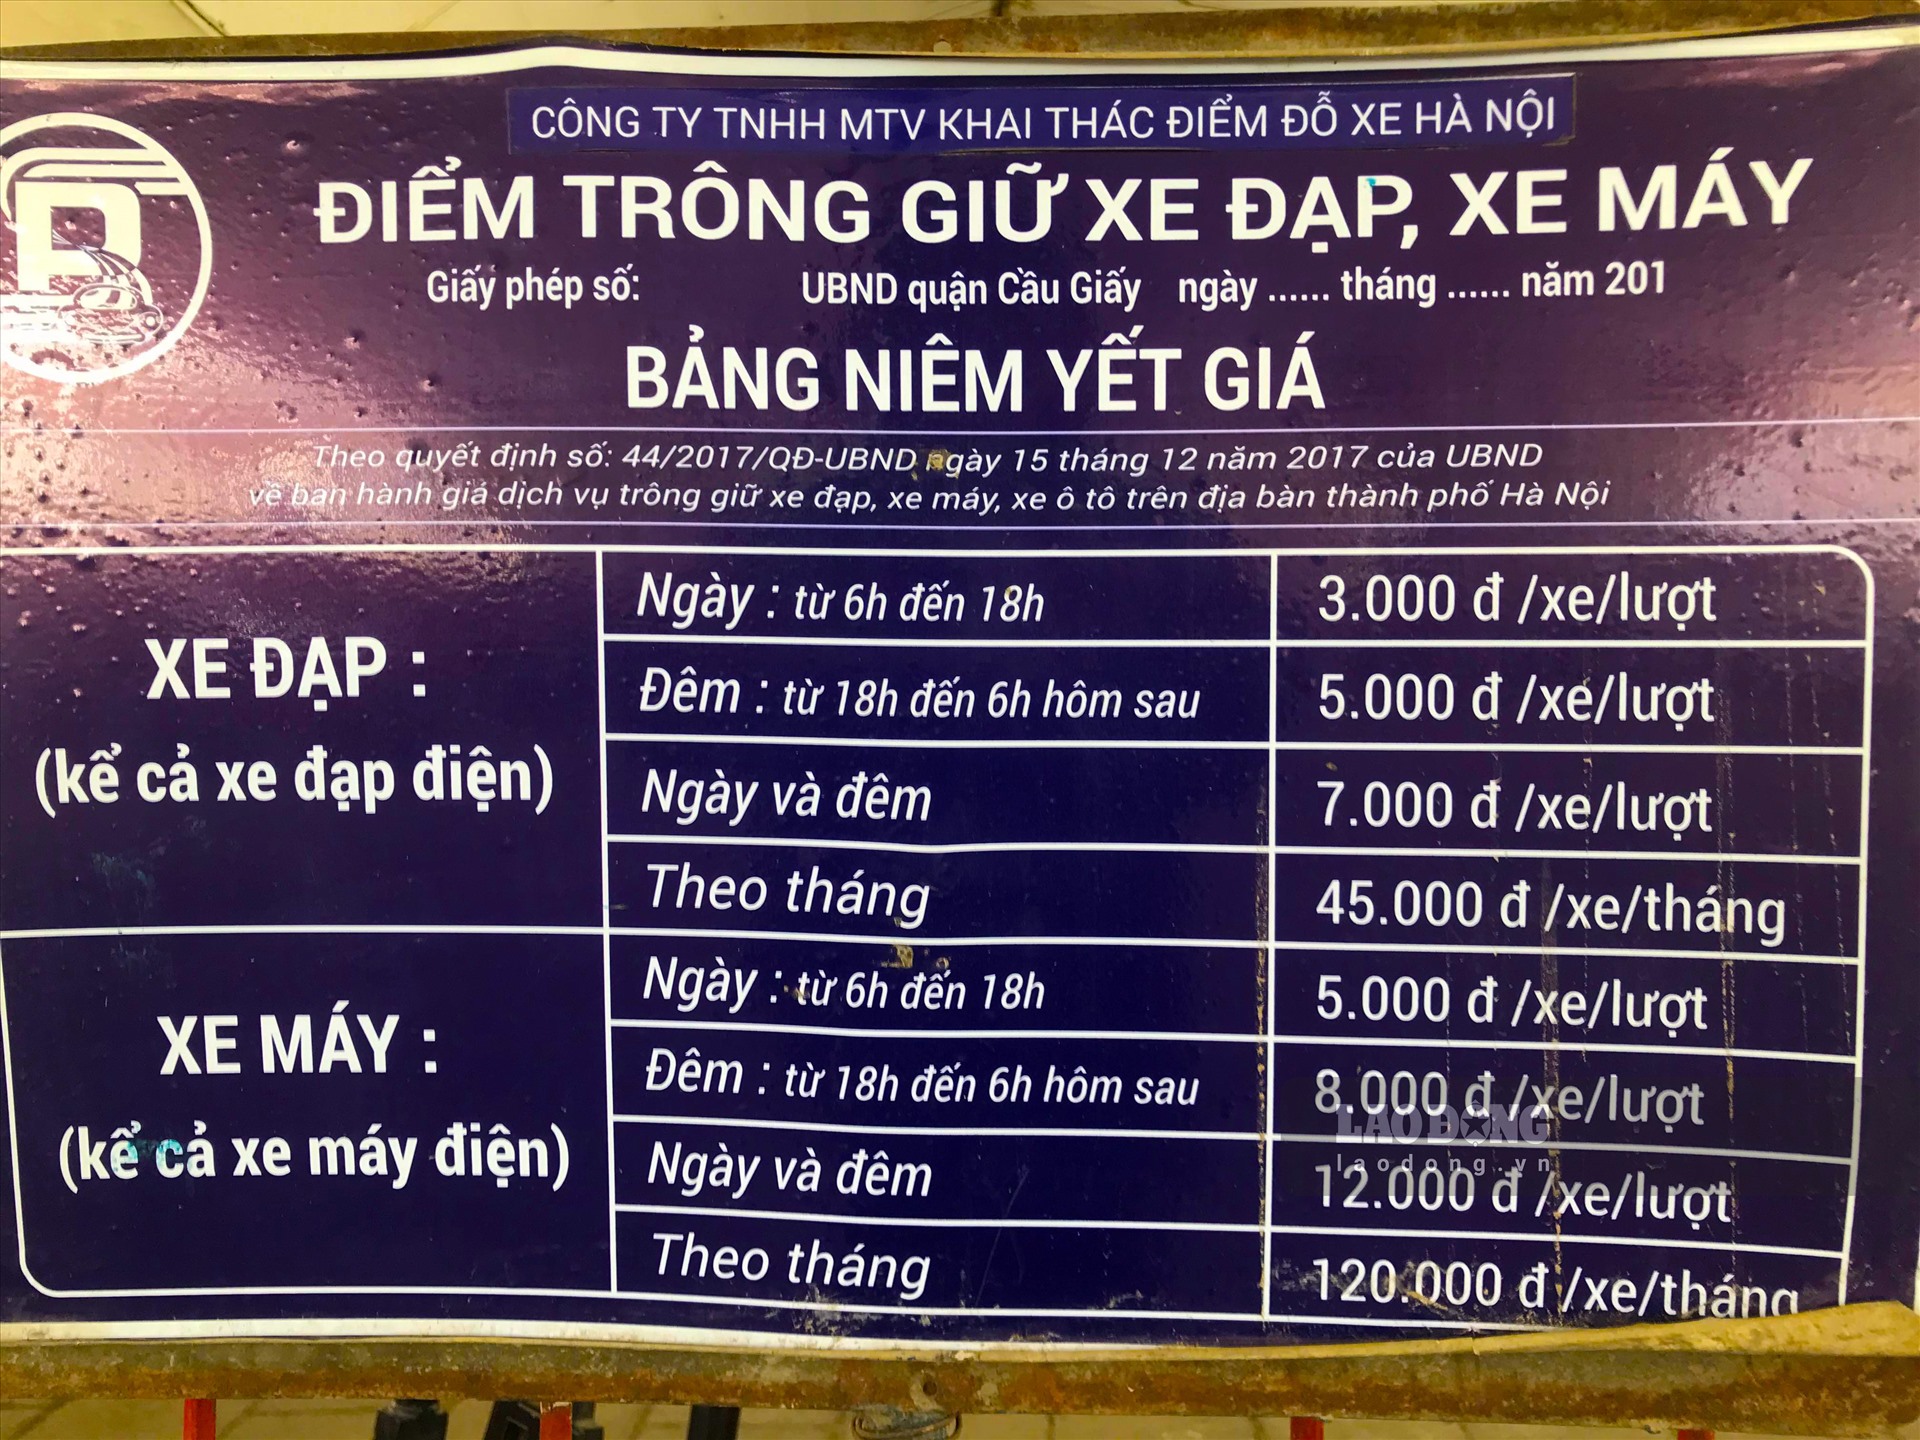 CÔNG TY TNHH MTV KHAI THÁC ĐIỂM ĐỖ XE HÀ NỘI
ĐIỂM TRÔNG GIỮ XE ĐẠP, XE MÁY
Giấy phép số: UBND quận Cầu Giấy ngày ...... tháng ...... năm 201
BẢNG NIÊM YẾT GIÁ
Theo quyết định số: 44/2017/QĐ-UBND ngày 15 tháng 12 năm 2017 của UBND
về ban hành giá dịch vụ trông giữ xe đạp, xe máy, xe ô tô trên địa bàn thành phố Hà Nội
XE ĐẠP :
(kể cả xe đạp điện)
Ngày : từ 6h đến 18h 3.000 đ /xe/lượt
Đêm : từ 18h đến 6h hôm sau 5.000 đ /xe/lượt
Ngày và đêm 7.000 đ /xe/lượt
Theo tháng 45.000 đ /xe/tháng
XE MÁY :
(kể cả xe máy điện)
Ngày : từ 6h đến 18h 5.000 đ /xe/lượt
Đêm : từ 18h đến 6h hôm sau 8.000 đ /xe/lượt
Ngày và đêm 12.000 đ /xe/lượt
Theo tháng 120.000 đ /xe/tháng
LAO ĐỘNG
laodong.vn